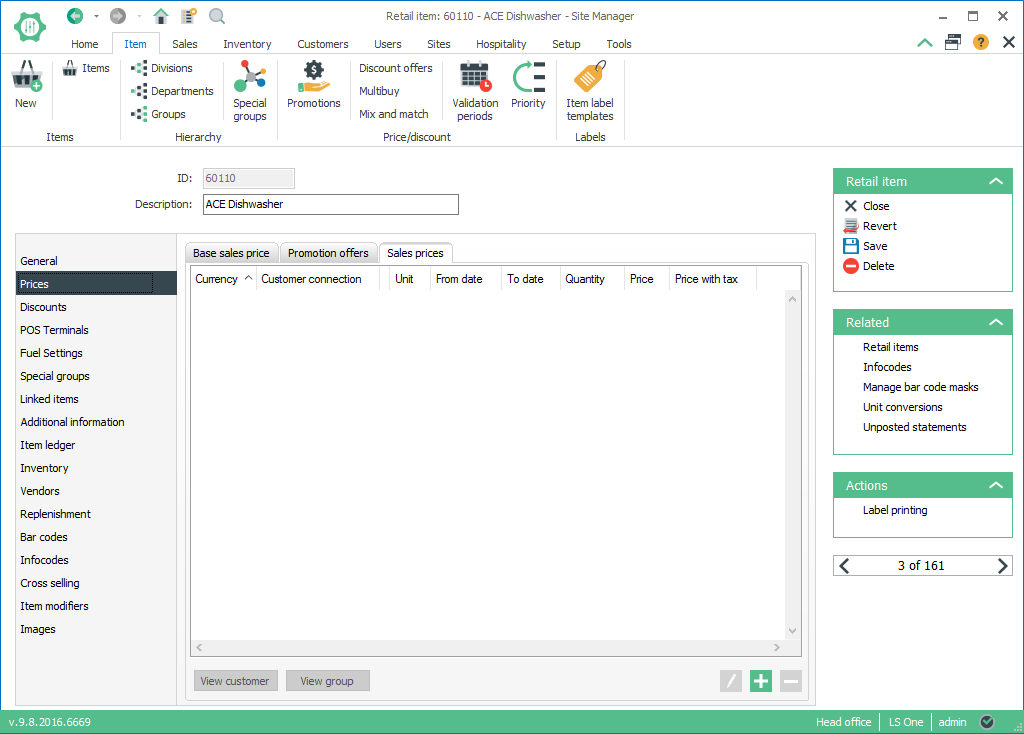 Retail item: 60110 - ACE Dishwasher - Site Manager
Home Item Sales Inventory Customers Users Sites Hospitality Setup Tools
New
Items
Items
Divisions
Departments
Groups
Special groups
Hierarchy
Promotions
Discount offers
Multibuy
Mix and match
Validation periods
Priority
Price/discount
Item label templates
Labels
ID: 60110
Description: ACE Dishwasher
General
Prices
Discounts
POS Terminals
Fuel Settings
Special groups
Linked items
Additional information
Item ledger
Inventory
Vendors
Replenishment
Bar codes
Infocodes
Cross selling
Item modifiers
Images
Base sales price Promotion offers Sales prices
Currency Customer connection Unit From date To date Quantity Price Price with tax
View customer View group
Retail item
Close
Revert
Save
Delete
Related
Retail items
Infocodes
Manage bar code masks
Unit conversions
Unposted statements
Actions
Label printing
3 of 161
v.9.8.2016.6669
Head office LS One admin